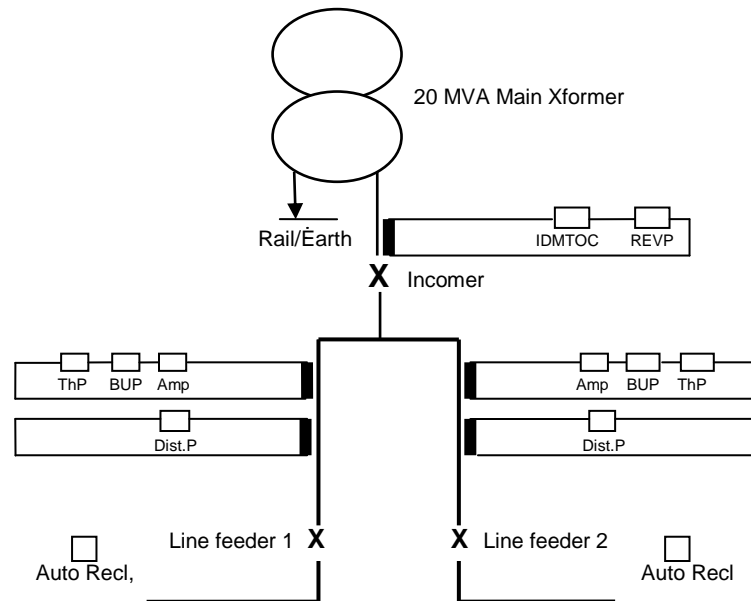 20 MVA Main Xformer
Rail/Earth
IDMTOC REVP
X Incomer
ThP BUP Amp
Amp BUP ThP
Dist.P
Dist.P
Line feeder 1 X
X Line feeder 2
Auto Recl,
Auto Recl